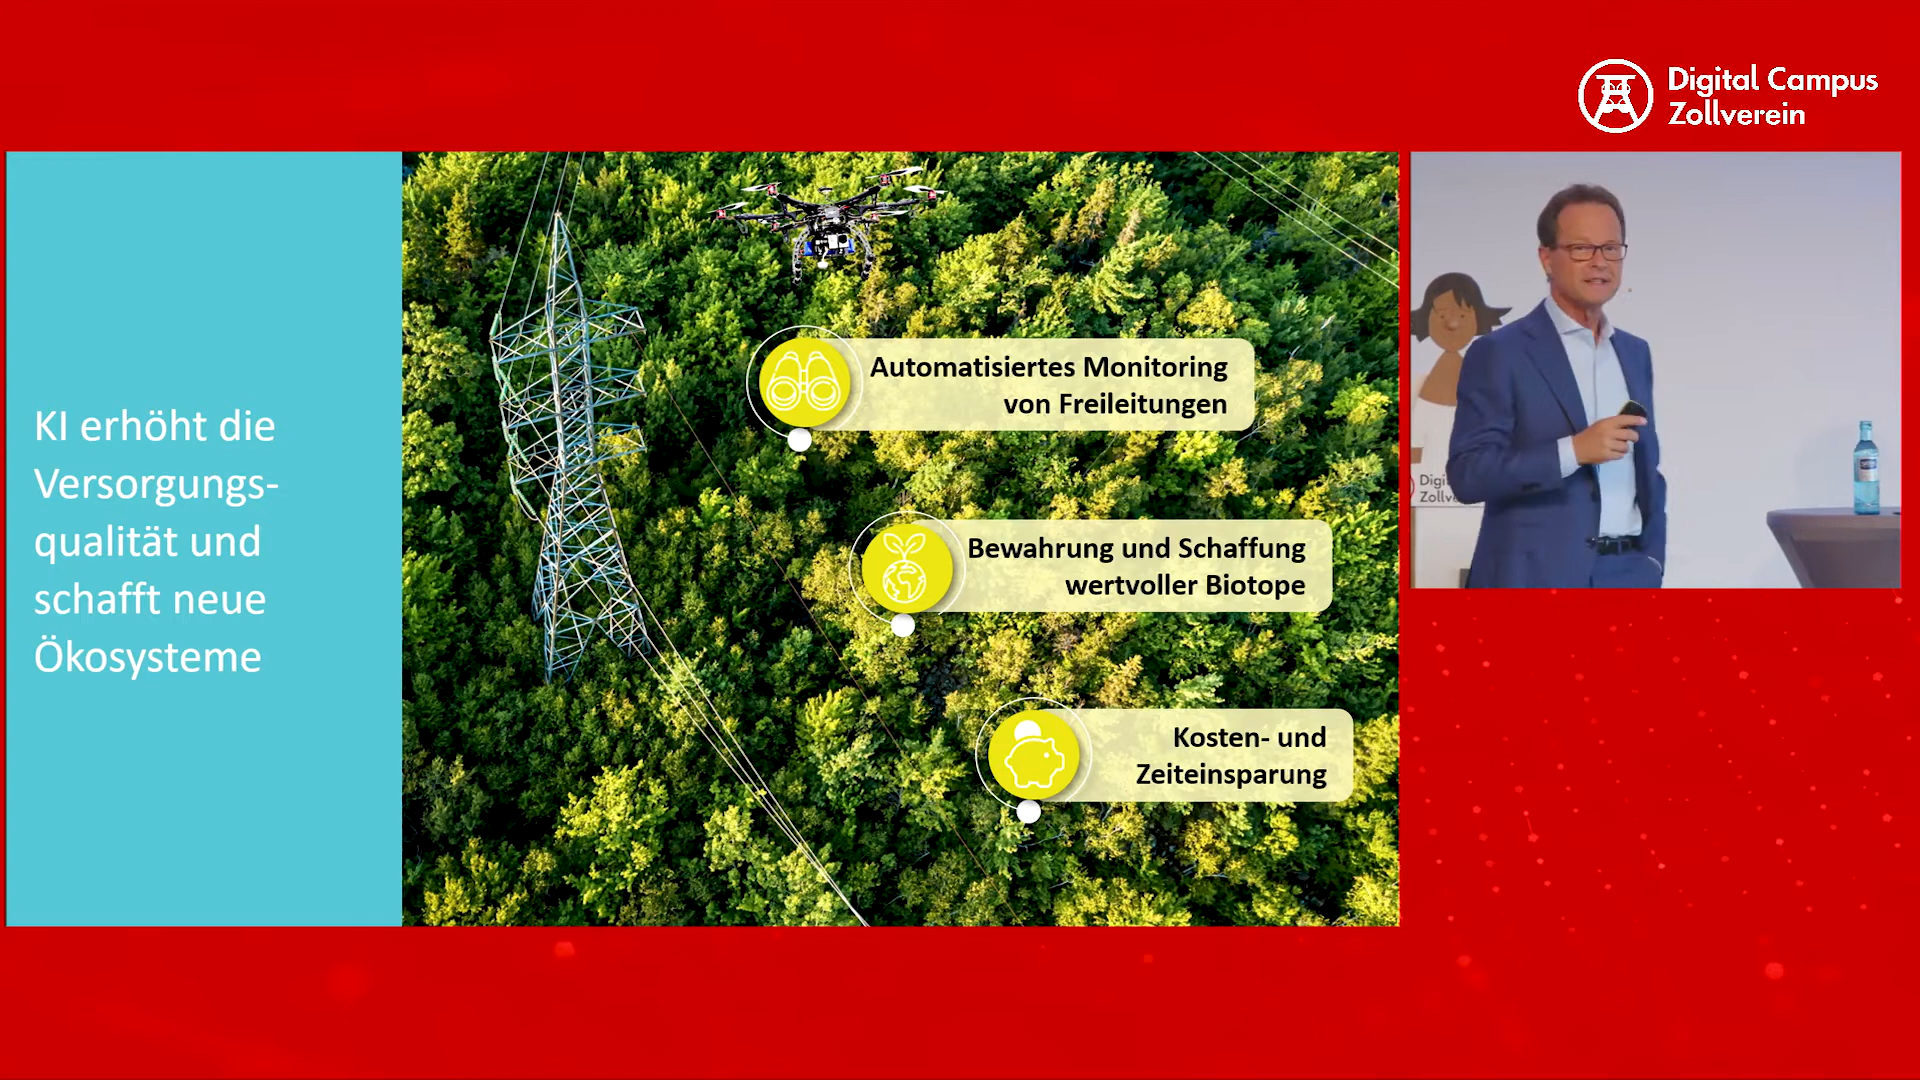 Digital Campus
Zollverein
KI erhöht die
Versorgungs-
qualität und
schafft neue
Ökosysteme
Automatisiertes Monitoring
von Freileitungen
Bewahrung und Schaffung
wertvoller Biotope
Kosten- und
Zeiteinsparung